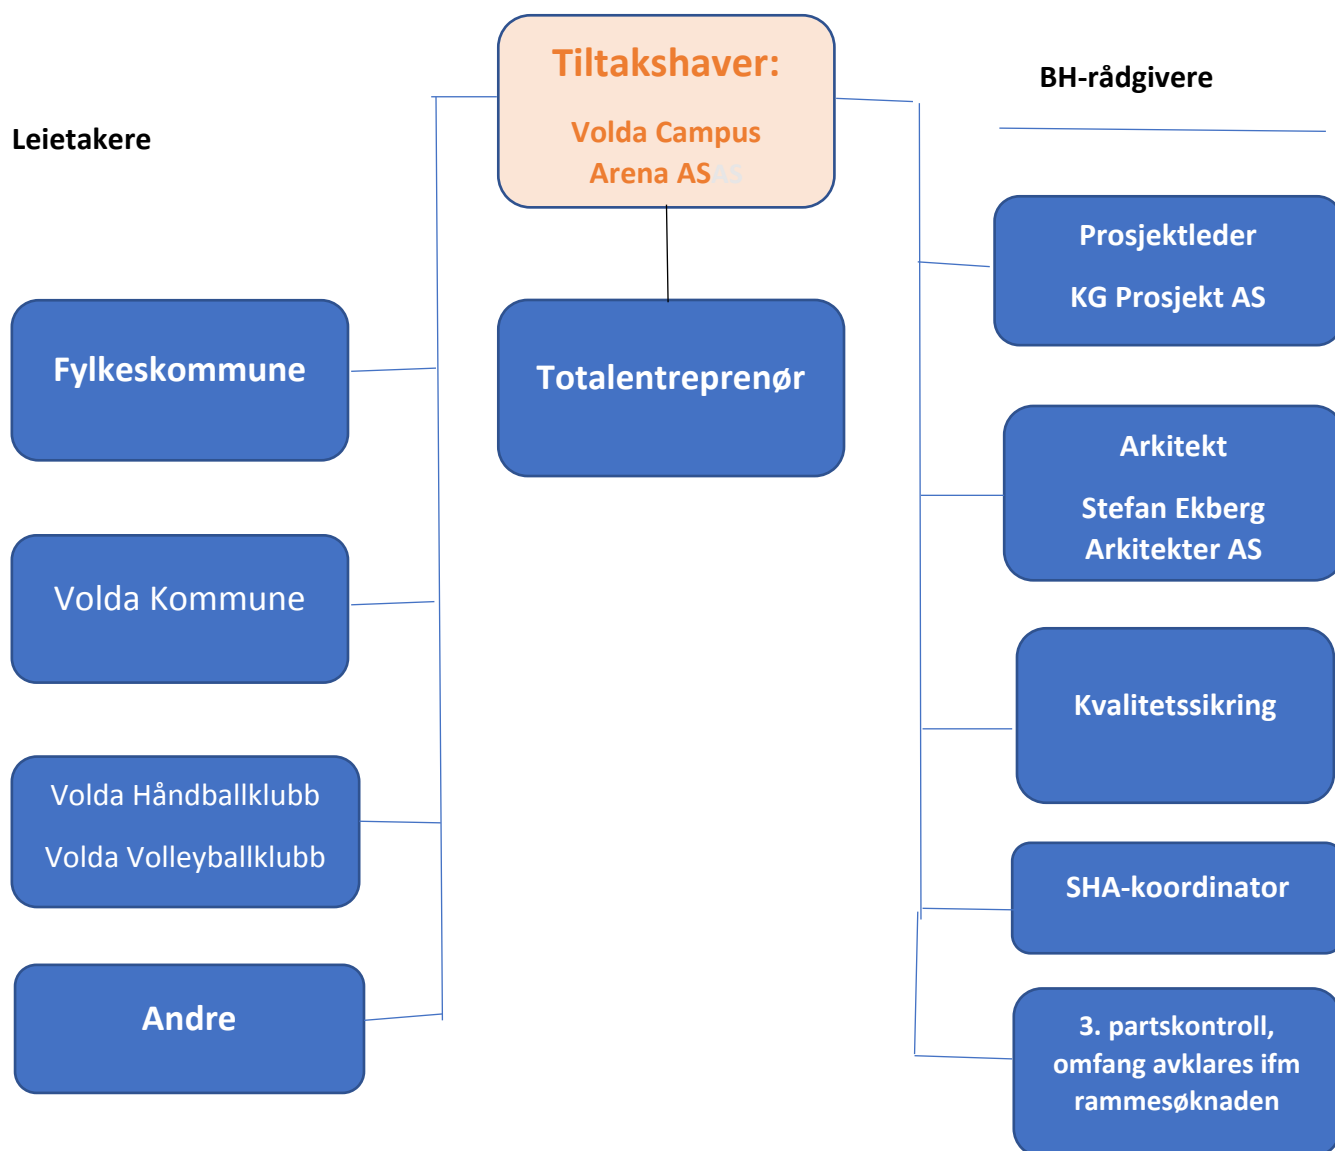 Tiltakshaver:
Volda Campus
Arena ASAS
Leietakere
BH-rådgivere
Fylkeskommune
Volda Kommune
Volda Håndballklubb
Volda Volleyballklubb
Andre
Totalentreprenør
Prosjektleder
KG Prosjekt AS
Arkitekt
Stefan Ekberg
Arkitekter AS
Kvalitetssikring
SHA-koordinator
3. partskontroll,
omfang avklares ifm
rammesøknaden